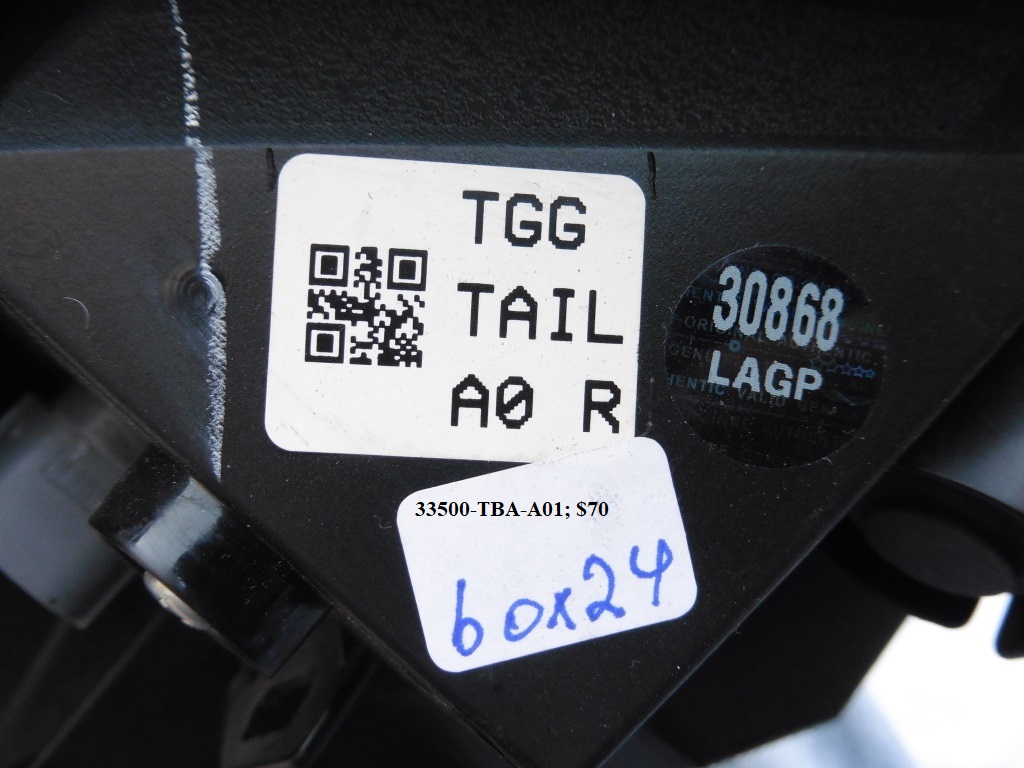 TGG
TAIL
A0 R
30868
LAGP
33500-TBA-A01; $70
60x24